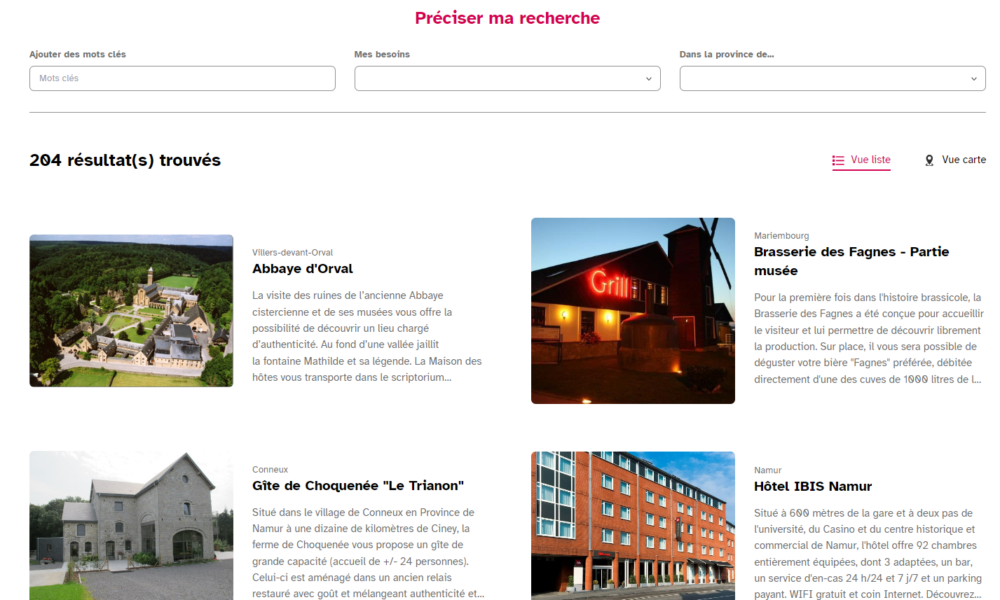 Préciser ma recherche
Ajouter des mots clés
Mes besoins
Dans la province de...
Mots clés
204 résultat(s) trouvés
Vue liste
Vue carte
Villers-devant-Orval
Abbaye d'Orval
La visite des ruines de l'ancienne Abbaye
cistercienne et de ses musées vous offre la
possibilité de découvrir un lieu chargé
d'authenticité. Au fond d'une vallée jaillit
la fontaine Mathilde et sa légende. La Maison des
hôtes vous transporte dans le scriptorium...
Grill
Mariembourg
Brasserie des Fagnes - Partie
musée
Pour la première fois dans l'histoire brassicole, la
Brasserie des Fagnes a été conçue pour accueillir
le visiteur et lui permettre de découvrir librement
la production. Sur place, il vous sera possible de
déguster votre bière "Fagnes" préférée, débitée
directement d'une des cuves de 1000 litres de l...
Conneux
Gîte de Choquenée "Le Trianon"
Situé dans le village de Conneux en Province de
Namur à une dizaine de kilomètres de Ciney, la
ferme de Choquenée vous propose un gîte de
grande capacité (accueil de +/- 24 personnes).
Celui-ci est aménagé dans un ancien relais
restauré avec goût et mélangeant authenticité et...
Namur
Hôtel IBIS Namur
Situé à 600 mètres de la gare et à deux pas de
l'université, du Casino et du centre historique et
commercial de Namur, l'hôtel offre 92 chambres
entièrement équipées, dont 3 adaptées, un bar,
un service d'en-cas 24 h/24 et 7 j/7 et un parking
payant. WIFI gratuit et coin Internet. Découvrez...